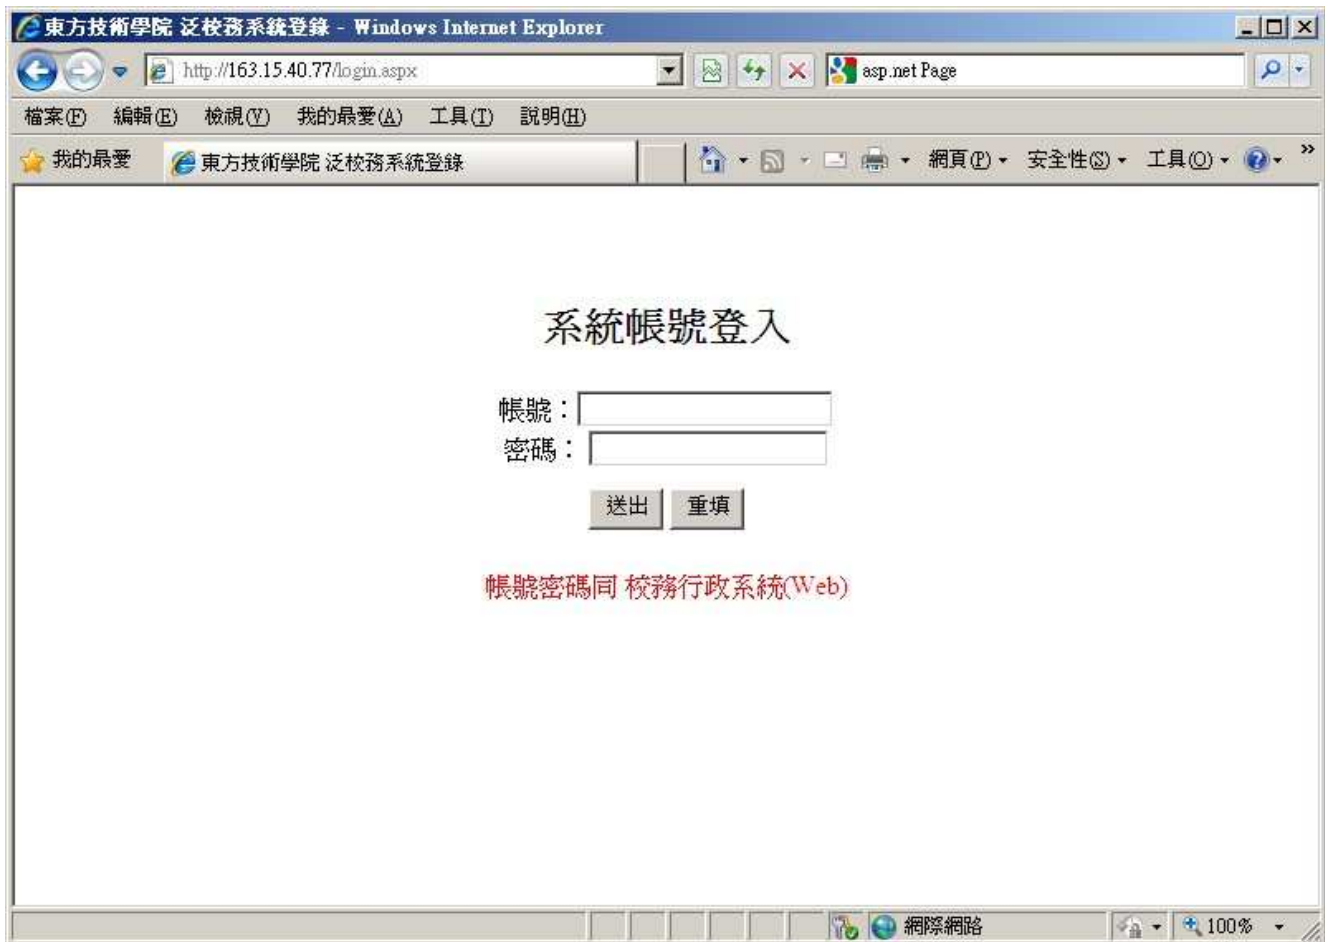 東方技術學院 泛校務系統登錄 - Windows Internet Explorer
http://163.15.40.77/login.aspx asp.net Page
檔案(F) 編輯(E) 檢視(V) 我的最愛(A) 工具(T) 說明(H)
我的最愛 東方技術學院 泛校務系統登錄 網頁(P) 安全性(S) 工具(O) »
系統帳號登入
帳號：
密碼：
送出 重填
帳號密碼同 校務行政系統(Web)
網際網路 100%